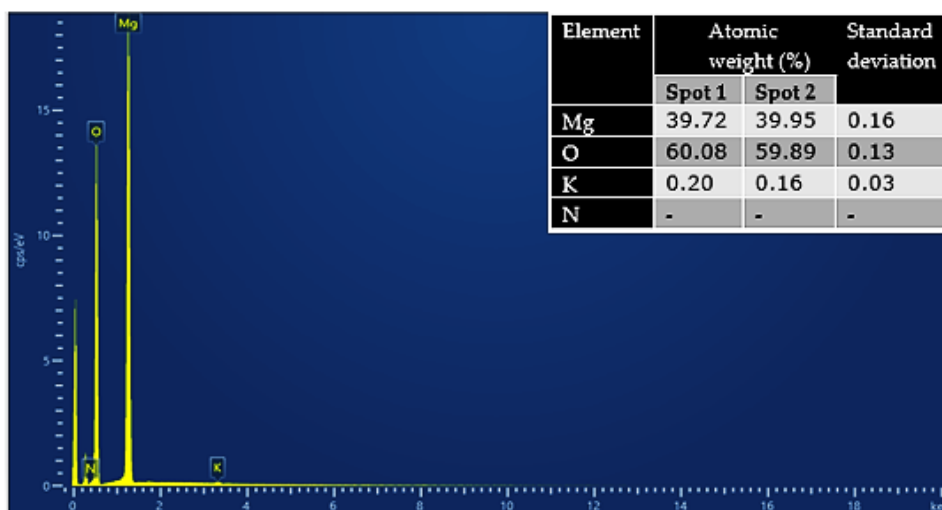 Element Atomic weight (%) Standard deviation
Spot 1 Spot 2
Mg 39.72 39.95 0.16
O 60.08 59.89 0.13
K 0.20 0.16 0.03
N - - -
Mg
O
N
K
cps/eV
15
10
5
0
0 2 4 6 8 10 12 14 16 18